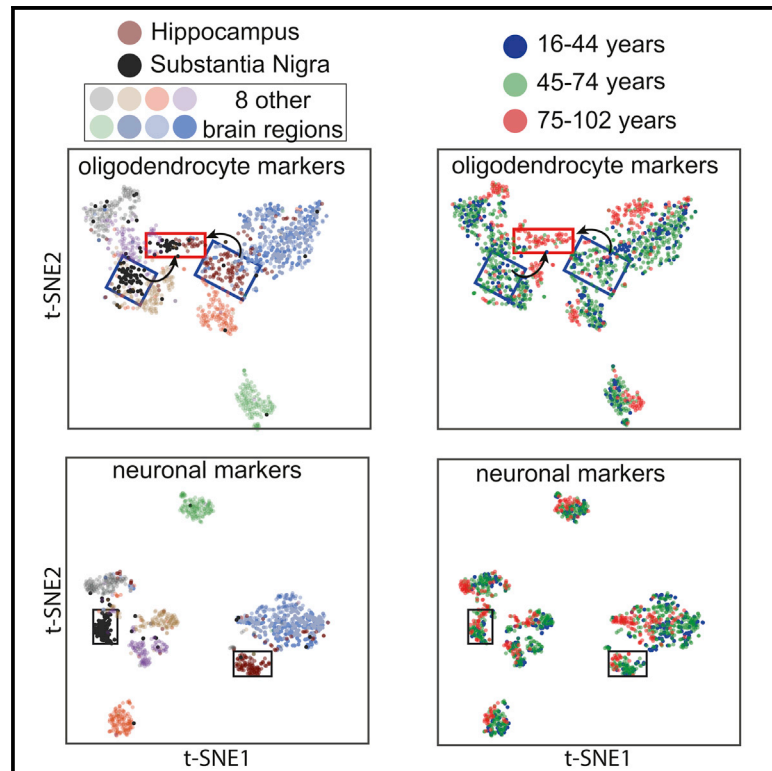 Hippocampus
Substantia Nigra
8 other
brain regions
16-44 years
45-74 years
75-102 years
oligodendrocyte markers
oligodendrocyte markers
t-SNE2
neuronal markers
neuronal markers
t-SNE2
t-SNE1
t-SNE1